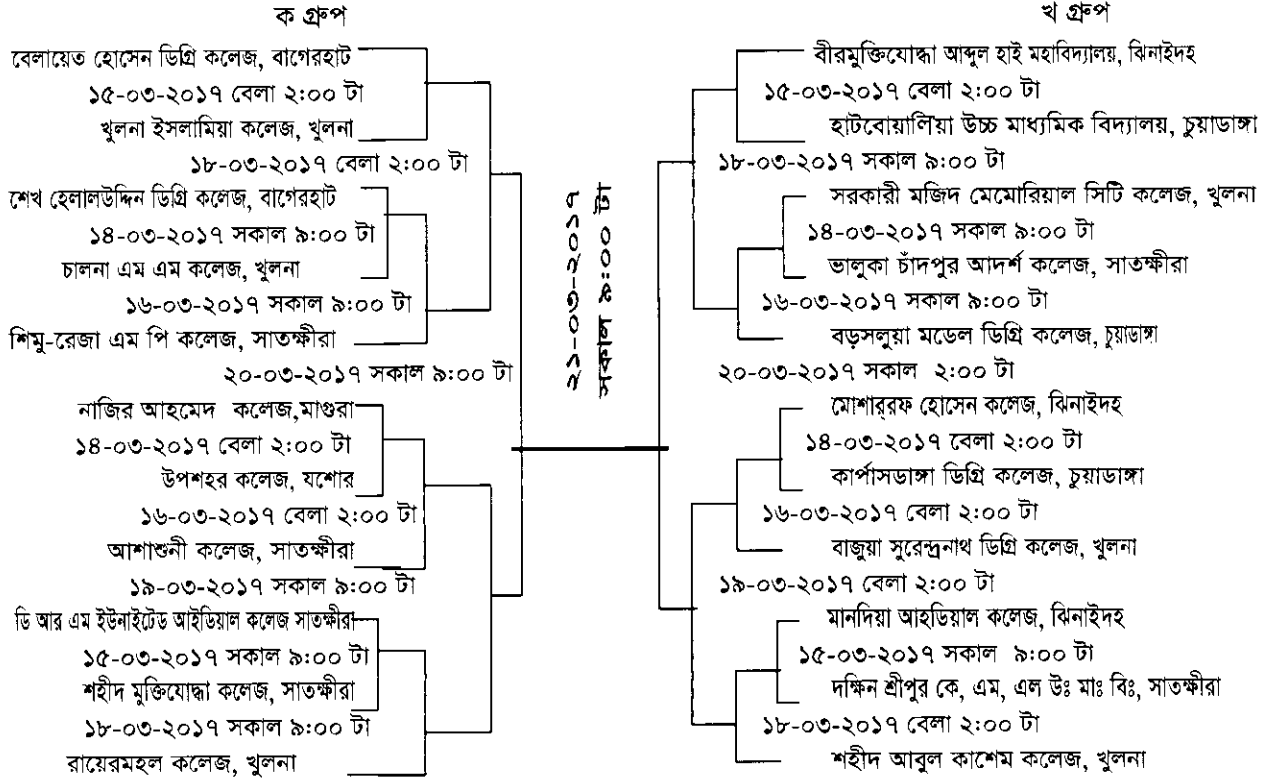 ক গ্রুপ
বেলায়েত হোসেন ডিগ্রি কলেজ, বাগেরহাট
১৫-০৩-২০১৭ বেলা ২:০০ টা
খুলনা ইসলামিয়া কলেজ, খুলনা
১৮-০৩-২০১৭ বেলা ২:০০ টা
শেখ হেলালউদ্দিন ডিগ্রি কলেজ, বাগেরহাট
১৪-০৩-২০১৭ সকাল ৯:০০ টা
চালনা এম এম কলেজ, খুলনা
১৬-০৩-২০১৭ সকাল ৯:০০ টা
শিমু-রেজা এম পি কলেজ, সাতক্ষীরা
২০-০৩-২০১৭ সকাল ৯:০০ টা
নাজির আহমেদ কলেজ,মাগুরা
১৪-০৩-২০১৭ বেলা ২:০০ টা
উপশহর কলেজ, যশোর
১৬-০৩-২০১৭ বেলা ২:০০ টা
আশাশুনী কলেজ, সাতক্ষীরা
১৯-০৩-২০১৭ সকাল ৯:০০ টা
ডি আর এম ইউনাইটেড আইডিয়াল কলেজ সাতক্ষীরা
১৫-০৩-২০১৭ সকাল ৯:০০ টা
শহীদ মুক্তিযোদ্ধা কলেজ, সাতক্ষীরা
১৮-০৩-২০১৭ সকাল ৯:০০ টা
রায়েরমহল কলেজ, খুলনা
২১-০৩-২০১৭
সকাল ৯:০০ টা
খ গ্রুপ
বীরমুক্তিযোদ্ধা আব্দুল হাই মহাবিদ্যালয়, ঝিনাইদহ
১৫-০৩-২০১৭ বেলা ২:০০ টা
হাটবোয়ালিয়া উচ্চ মাধ্যমিক বিদ্যালয়, চুয়াডাঙ্গা
১৮-০৩-২০১৭ সকাল ৯:০০ টা
সরকারী মজিদ মেমোরিয়াল সিটি কলেজ, খুলনা
১৪-০৩-২০১৭ সকাল ৯:০০ টা
ভালুকা চাঁদপুর আদর্শ কলেজ, সাতক্ষীরা
১৬-০৩-২০১৭ সকাল ৯:০০ টা
বড়সলুয়া মডেল ডিগ্রি কলেজ, চুয়াডাঙ্গা
২০-০৩-২০১৭ সকাল ২:০০ টা
মোশাররফ হোসেন কলেজ, ঝিনাইদহ
১৪-০৩-২০১৭ বেলা ২:০০ টা
কার্পাসডাঙ্গা ডিগ্রি কলেজ, চুয়াডাঙ্গা
১৬-০৩-২০১৭ বেলা ২:০০ টা
বাজুয়া সুরেন্দ্রনাথ ডিগ্রি কলেজ, খুলনা
১৯-০৩-২০১৭ বেলা ২:০০ টা
মানদিয়া আহডিয়াল কলেজ, ঝিনাইদহ
১৫-০৩-২০১৭ সকাল ৯:০০ টা
দক্ষিন শ্রীপুর কে, এম, এল উঃ মাঃ বিঃ, সাতক্ষীরা
১৮-০৩-২০১৭ বেলা ২:০০ টা
শহীদ আবুল কাশেম কলেজ, খুলনা